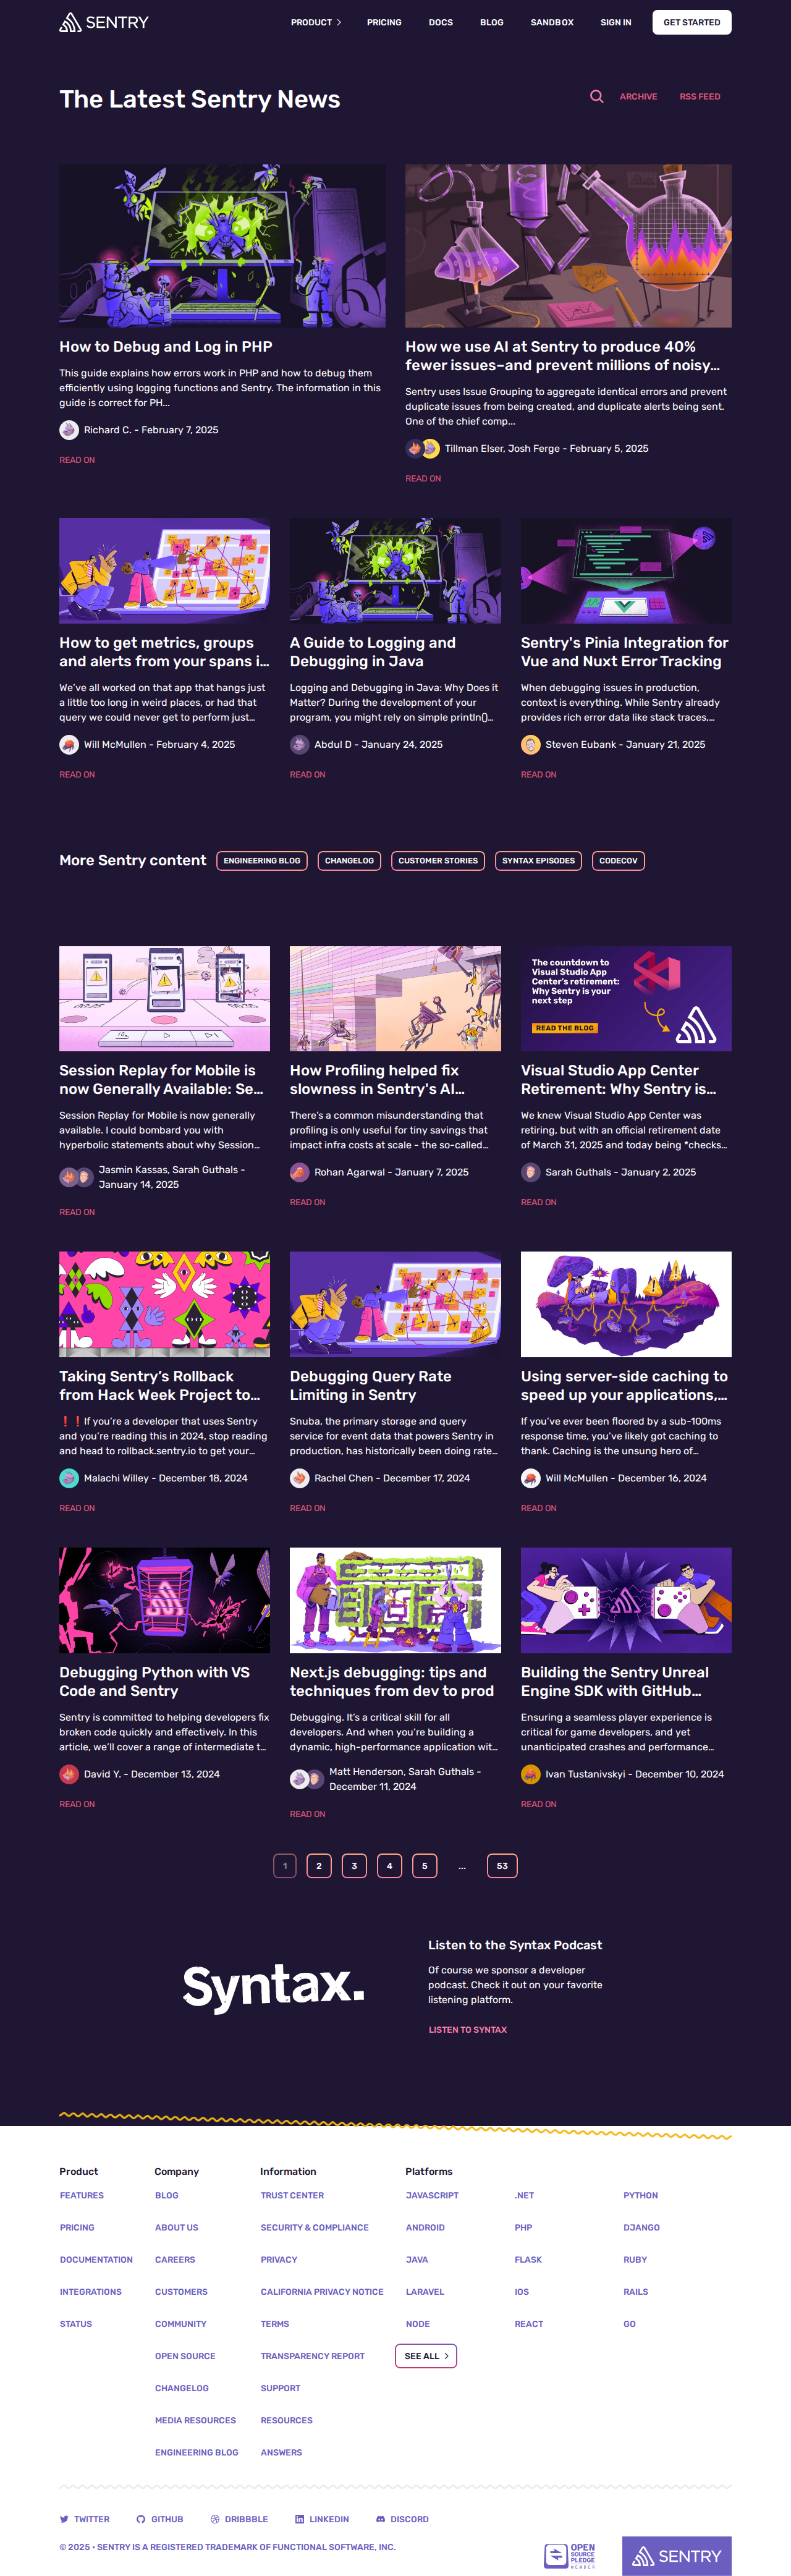 SENTRY
PRODUCT
PRICING
DOCS
BLOG
SANDBOX
SIGN IN
GET STARTED
The Latest Sentry News
ARCHIVE
RSS FEED
How to Debug and Log in PHP
This guide explains how errors work in PHP and how to debug them
efficiently using logging functions and Sentry. The information in this
guide is correct for PH...
Richard C. - February 7, 2025
READ ON
How we use AI at Sentry to produce 40%
fewer issues–and prevent millions of noisy…
Sentry uses Issue Grouping to aggregate identical errors and prevent
duplicate issues from being created, and duplicate alerts being sent.
One of the chief comp...
Tillman Elser, Josh Ferge - February 5, 2025
READ ON
How to get metrics, groups
and alerts from your spans i…
We've all worked on that app that hangs just
a little too long in weird places, or had that
query we could never get to perform just…
Will McMullen - February 4, 2025
READ ON
A Guide to Logging and
Debugging in Java
Logging and Debugging in Java: Why Does it
Matter? During the development of your
program, you might rely on simple println()…
Abdul D - January 24, 2025
READ ON
Sentry's Pinia Integration for
Vue and Nuxt Error Tracking
When debugging issues in production,
context is everything. While Sentry already
provides rich error data like stack traces,…
Steven Eubank - January 21, 2025
READ ON
More Sentry content
ENGINEERING BLOG
CHANGELOG
CUSTOMER STORIES
SYNTAX EPISODES
CODECOV
Session Replay for Mobile is
now Generally Available: Se…
Session Replay for Mobile is now generally
available. I could bombard you with
hyperbolic statements about why Session…
Jasmin Kassas, Sarah Guthals -
January 14, 2025
READ ON
How Profiling helped fix
slowness in Sentry's AI…
There's a common misunderstanding that
profiling is only useful for tiny savings that
impact infra costs at scale - the so-called…
Rohan Agarwal - January 7, 2025
READ ON
The countdown to
Visual Studio App
Center's retirement:
Why Sentry is your
next step
READ THE BLOG
Visual Studio App Center
Retirement: Why Sentry is…
We knew Visual Studio App Center was
retiring, but with an official retirement date
of March 31, 2025 and today being *checks…
Sarah Guthals - January 2, 2025
READ ON
Taking Sentry's Rollback
from Hack Week Project to…
❗❗If you're a developer that uses Sentry
and you're reading this in 2024, stop reading
and head to rollback.sentry.io to get your…
Malachi Willey - December 18, 2024
READ ON
Debugging Query Rate
Limiting in Sentry
Snuba, the primary storage and query
service for event data that powers Sentry in
production, has historically been doing rate…
Rachel Chen - December 17, 2024
READ ON
Using server-side caching to
speed up your applications,…
If you've ever been floored by a sub-100ms
response time, you've likely got caching to
thank. Caching is the unsung hero of…
Will McMullen - December 16, 2024
READ ON
Debugging Python with VS
Code and Sentry
Sentry is committed to helping developers fix
broken code quickly and effectively. In this
article, we'll cover a range of intermediate t…
David Y. - December 13, 2024
READ ON
Next.js debugging: tips and
techniques from dev to prod
Debugging. It's a critical skill for all
developers. And when you're building a
dynamic, high-performance application wit…
Matt Henderson, Sarah Guthals -
December 11, 2024
READ ON
Building the Sentry Unreal
Engine SDK with GitHub…
Ensuring a seamless player experience is
critical for game developers, and yet
unanticipated crashes and performance…
Ivan Tustanivskyi - December 10, 2024
READ ON
1
2
3
4
5
...
53
Syntax.
Listen to the Syntax Podcast
Of course we sponsor a developer
podcast. Check it out on your favorite
listening platform.
LISTEN TO SYNTAX
Product
FEATURES
PRICING
DOCUMENTATION
INTEGRATIONS
STATUS
Company
BLOG
ABOUT US
CAREERS
CUSTOMERS
COMMUNITY
OPEN SOURCE
CHANGELOG
MEDIA RESOURCES
ENGINEERING BLOG
Information
TRUST CENTER
SECURITY & COMPLIANCE
PRIVACY
CALIFORNIA PRIVACY NOTICE
TERMS
TRANSPARENCY REPORT
SUPPORT
RESOURCES
ANSWERS
Platforms
JAVASCRIPT
ANDROID
JAVA
LARAVEL
NODE
SEE ALL
.NET
PHP
FLASK
IOS
REACT
PYTHON
DJANGO
RUBY
RAILS
GO
TWITTER
GITHUB
DRIBBBLE
LINKEDIN
DISCORD
© 2025 • SENTRY IS A REGISTERED TRADEMARK OF FUNCTIONAL SOFTWARE, INC.
OPEN
SOURCE
PLEDGE
MEMBER
SENTRY